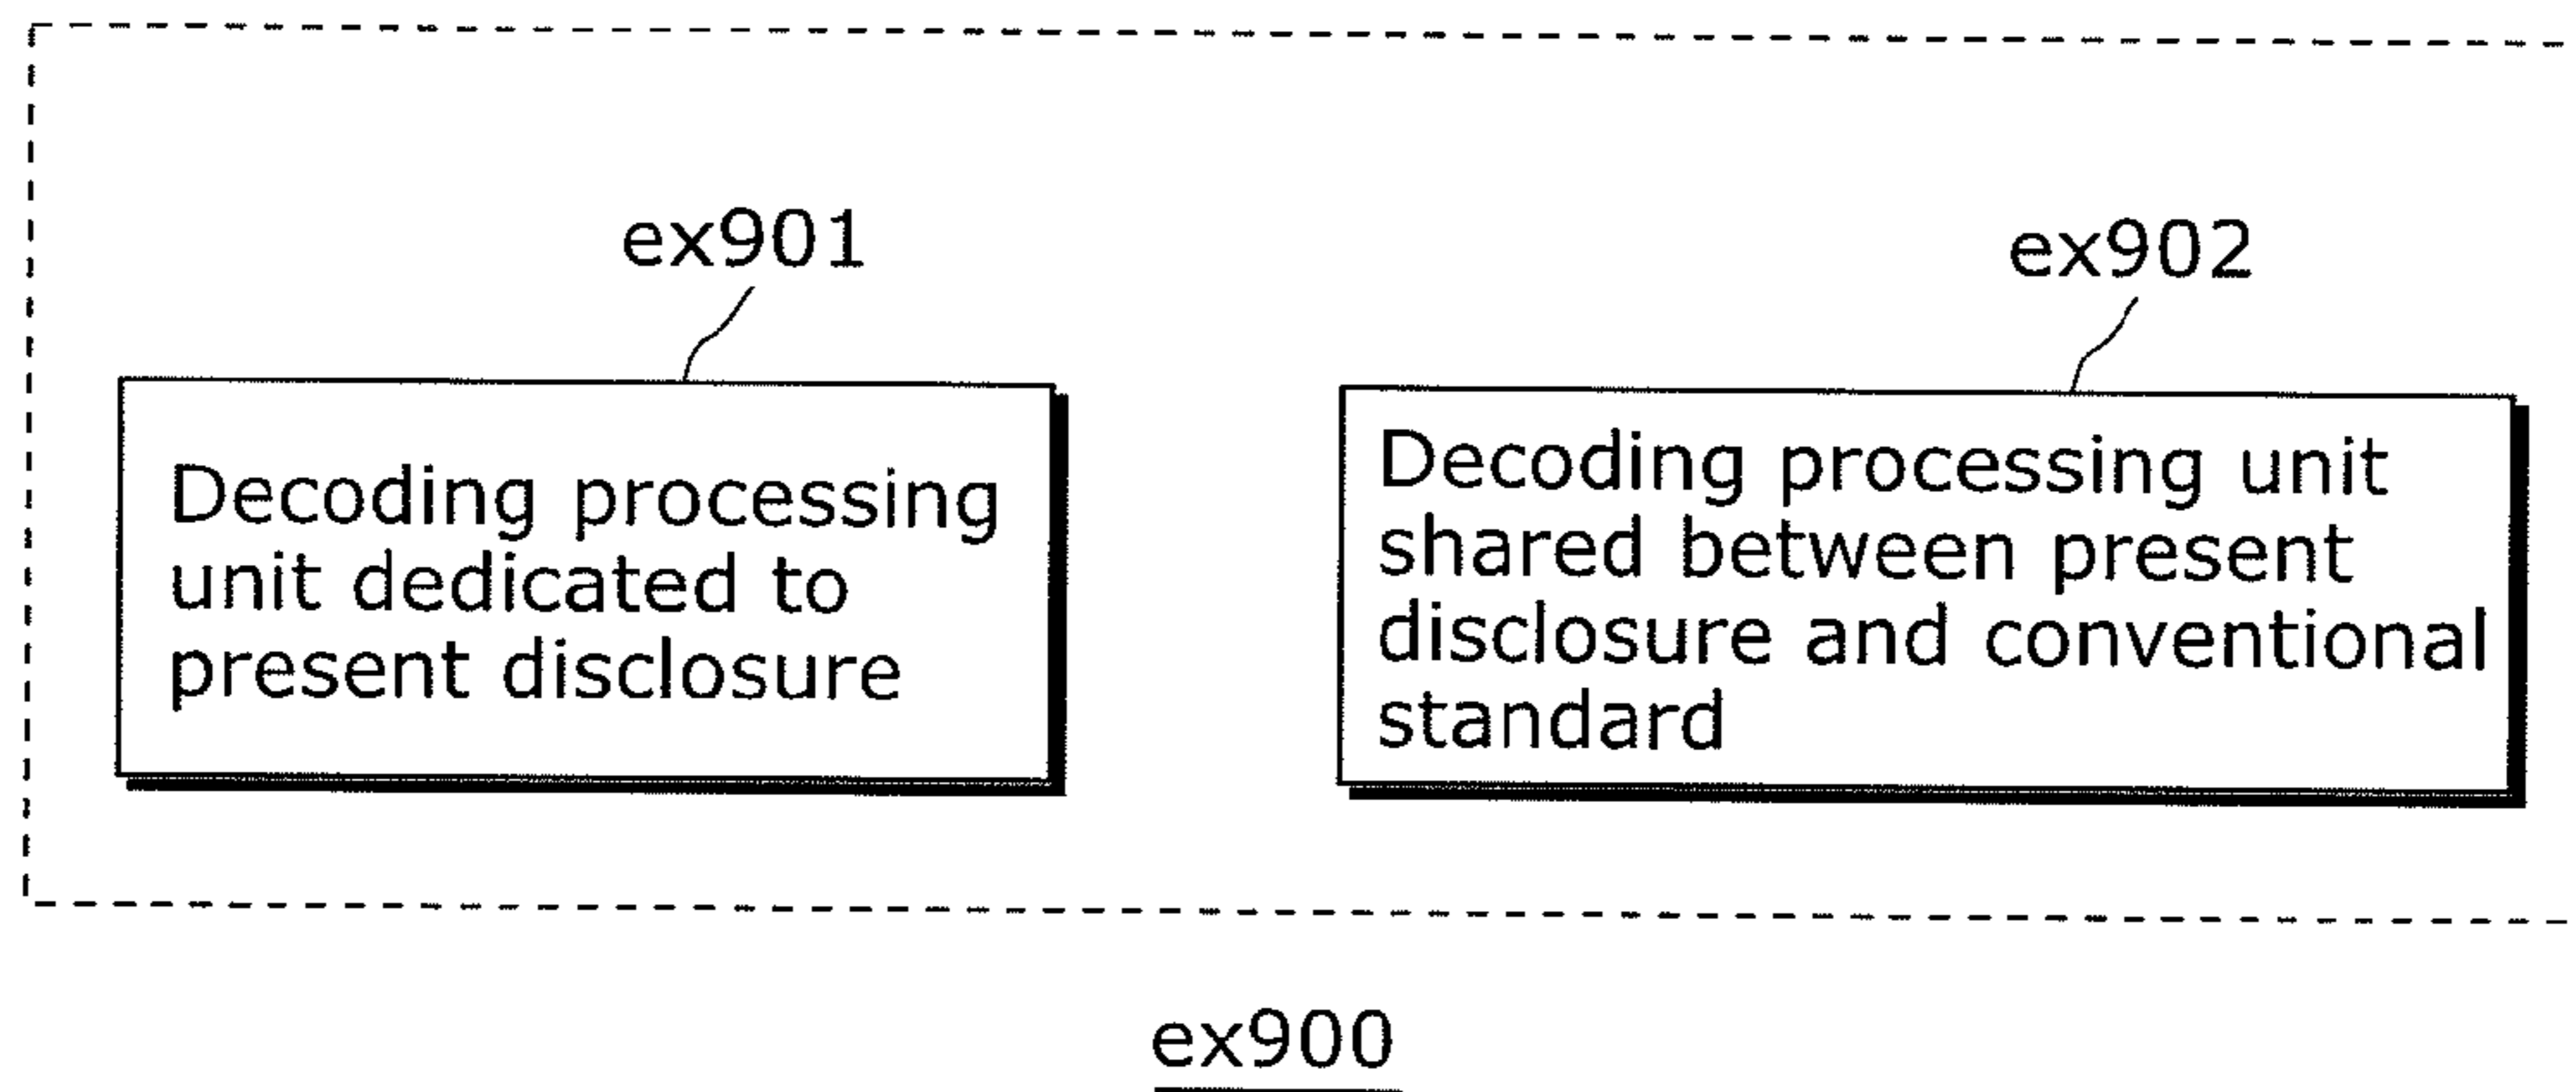 ex901
ex902
Decoding processing
unit dedicated to
present disclosure
Decoding processing unit
shared between present
disclosure and conventional
standard
ex900